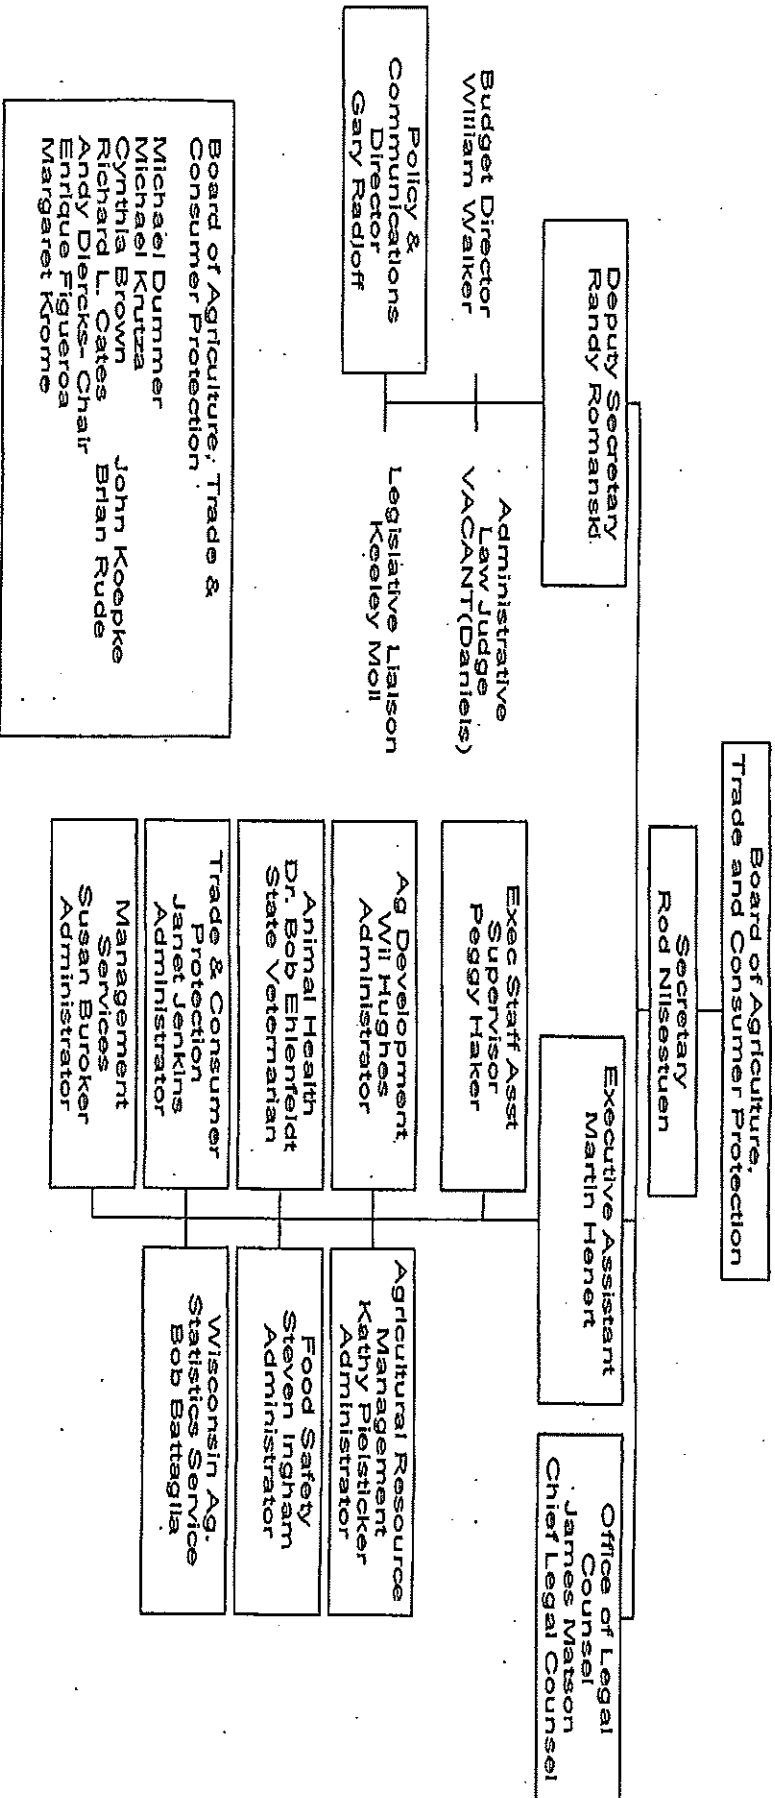 Board of Agriculture,
Trade and Consumer Protection
Secretary
Rod Nilsestuen
Deputy Secretary
Randy Romanski
Executive Assistant
Martin Henert
Office of Legal
Counsel
James Matson
Chief Legal Counsel
Budget Director
William Walker
Administrative
Law Judge
VACANT(Daniels)
Policy &
Communications
Director
Gary Radloff
Legislative Liaison
Keeley Moll
Exec Staff Asst
Supervisor
Peggy Haker
Ag Development
Wil Hughes
Administrator
Agricultural Resource
Management
Kathy Pielsticker
Administrator
Animal Health
Dr. Bob Ehlenfeldt
State Veternarian
Food Safety
Steven Ingham
Administrator
Trade & Consumer
Protection
Janet Jenkins
Administrator
Wisconsin Ag.
Statistics Service
Bob Battaglia
Management
Services
Susan Buroker
Administrator
Board of Agriculture, Trade &
Consumer Protection
Michael Dummer
Michael Krutza
Cynthia Brown John Koepke
Richard L. Cates Brian Rude
Andy Diercks- Chair
Enrique Figueroa
Margaret Krome